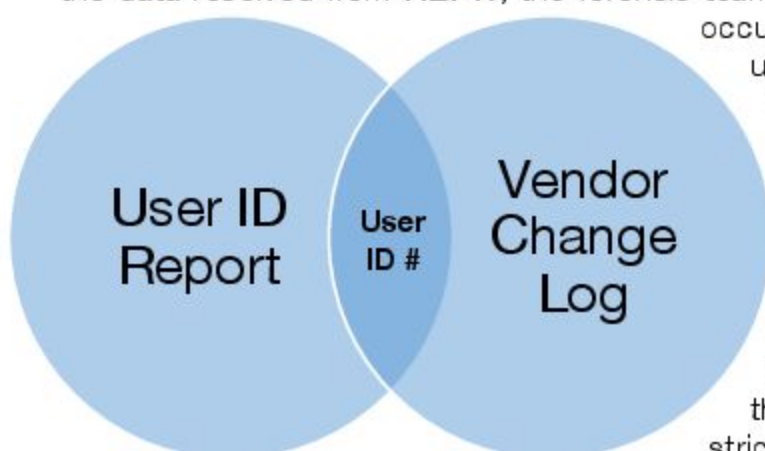 User ID
Report
User
ID #
Vendor
Change
Log